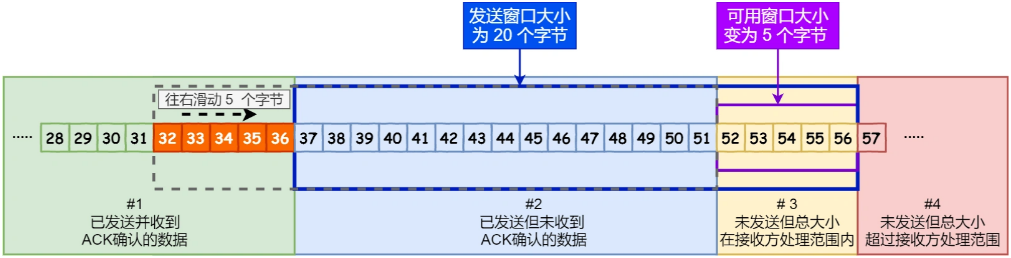 发送窗口大小
为 20 个字节
可用窗口大小
变为 5 个字节
往右滑动 5 个字节
..... 28 29 30 31 32 33 34 35 36 37 38 39 40 41 42 43 44 45 46 47 48 49 50 51 52 53 54 55 56 57 .....
#1
已发送并收到
ACK确认的数据
#2
已发送但未收到
ACK确认的数据
# 3
未发送但总大小
在接收方处理范围内
#4
未发送但总大小
超过接收方处理范围